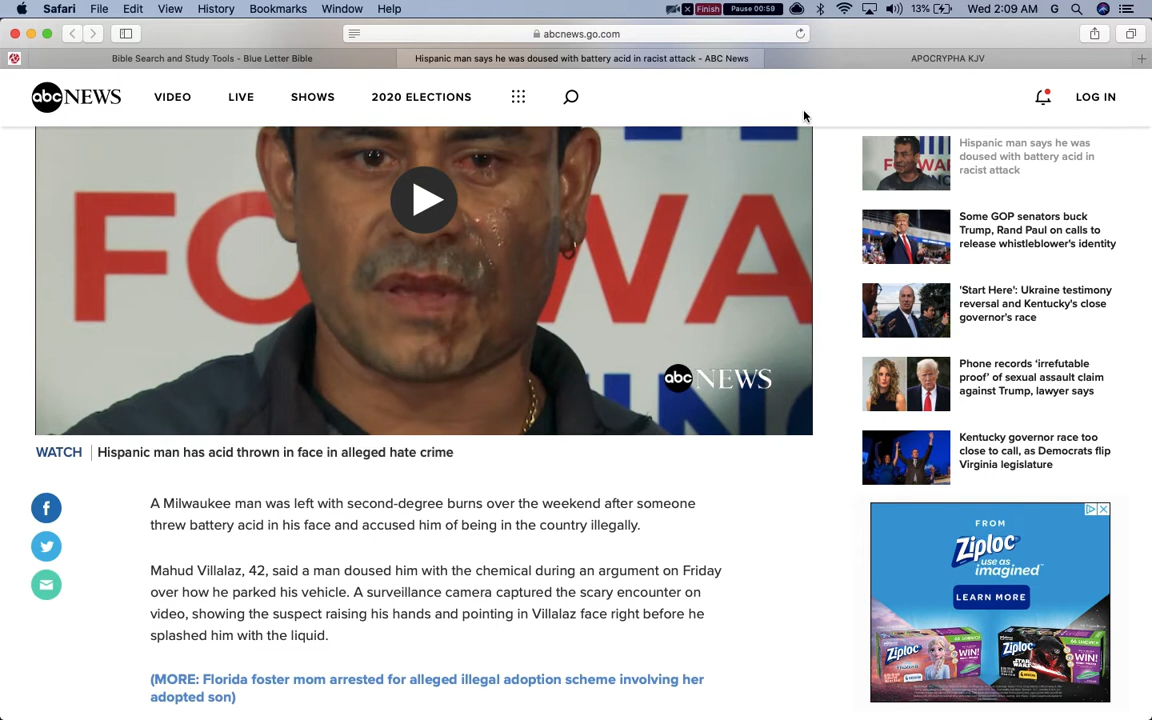 Safari File Edit View History Bookmarks Window Help Finish Pause 00:59 13% Wed 2:09 AM G
abcnews.go.com
Bible Search and Study Tools - Blue Letter Bible
Hispanic man says he was doused with battery acid in racist attack - ABC News
APOCRYPHA KJV
abc NEWS VIDEO LIVE SHOWS 2020 ELECTIONS LOG IN
FO WA
abc NEWS
WATCH Hispanic man has acid thrown in face in alleged hate crime
A Milwaukee man was left with second-degree burns over the weekend after someone
threw battery acid in his face and accused him of being in the country illegally.
Mahud Villalaz, 42, said a man doused him with the chemical during an argument on Friday
over how he parked his vehicle. A surveillance camera captured the scary encounter on
video, showing the suspect raising his hands and pointing in Villalaz face right before he
splashed him with the liquid.
(MORE: Florida foster mom arrested for alleged illegal adoption scheme involving her
adopted son)
Hispanic man says he was
doused with battery acid in
racist attack
Some GOP senators buck
Trump, Rand Paul on calls to
release whistleblower's identity
'Start Here': Ukraine testimony
reversal and Kentucky's close
governor's race
Phone records 'irrefutable
proof' of sexual assault claim
against Trump, lawyer says
Kentucky governor race too
close to call, as Democrats flip
Virginia legislature
FROM
Ziploc
use as
imagined
LEARN MORE
Ziploc WIN!
Ziploc STAR WARS WIN!